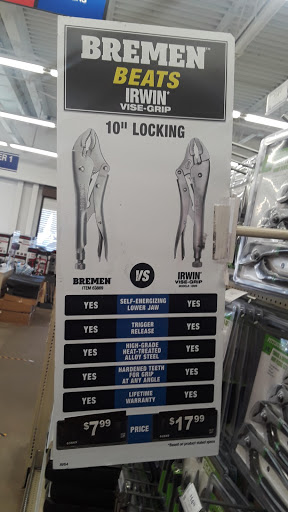 BREMEN™
BEATS
IRWIN®
VISE-GRIP
10" LOCKING
BREMEN™
VS
IRWIN®
VISE-GRIP
YES SELF-ENERGIZING LOWER JAW YES
YES TRIGGER RELEASE YES
YES HIGH-GRADE HEAT-TREATED ALLOY STEEL YES
YES HARDENED TEETH FOR GRIP AT ANY ANGLE YES
YES LIFETIME WARRANTY YES
$7.99 PRICE $17.99